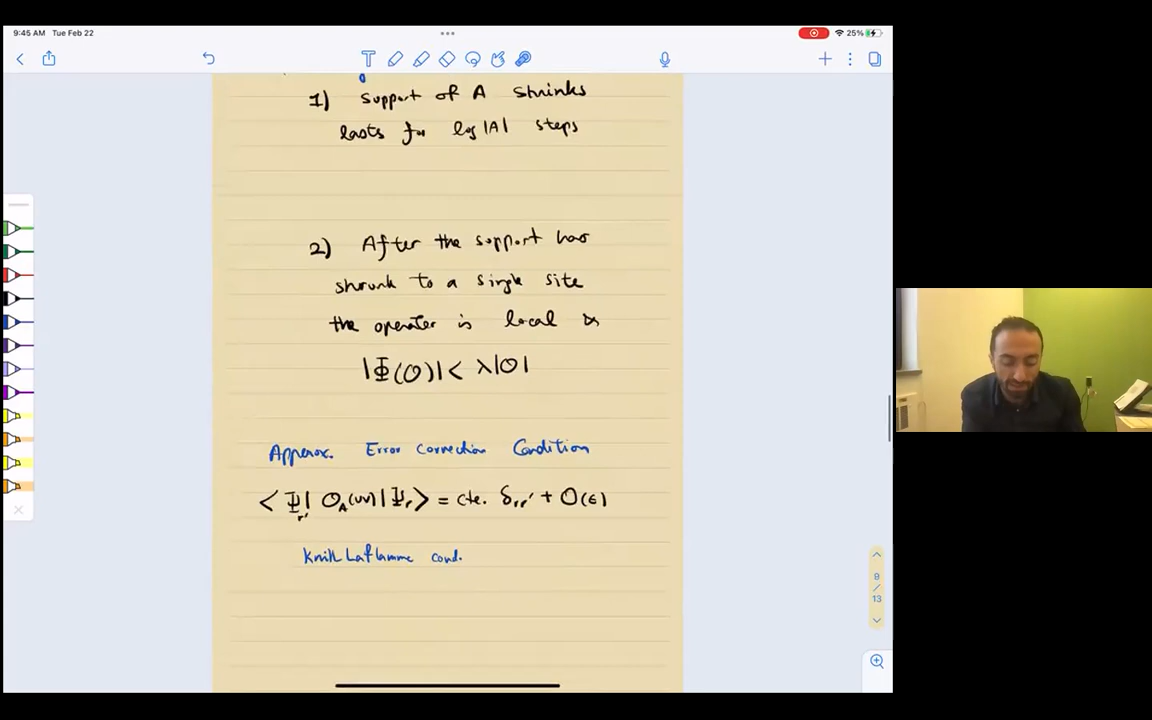 9:45 AM Tue Feb 22
25%
1) Support of A shrinks
lasts for log|A| steps
2) After the support has
shrunk to a single site
the operator is local &
|Φ(O)| < λ|O|
Approx. Error Correction Condition
< Ψ_r' | O_A(UV) | Ψ_r > = cte. δ_rr' + O(ϵ)
Knill Laflamme cond.
9
/
13